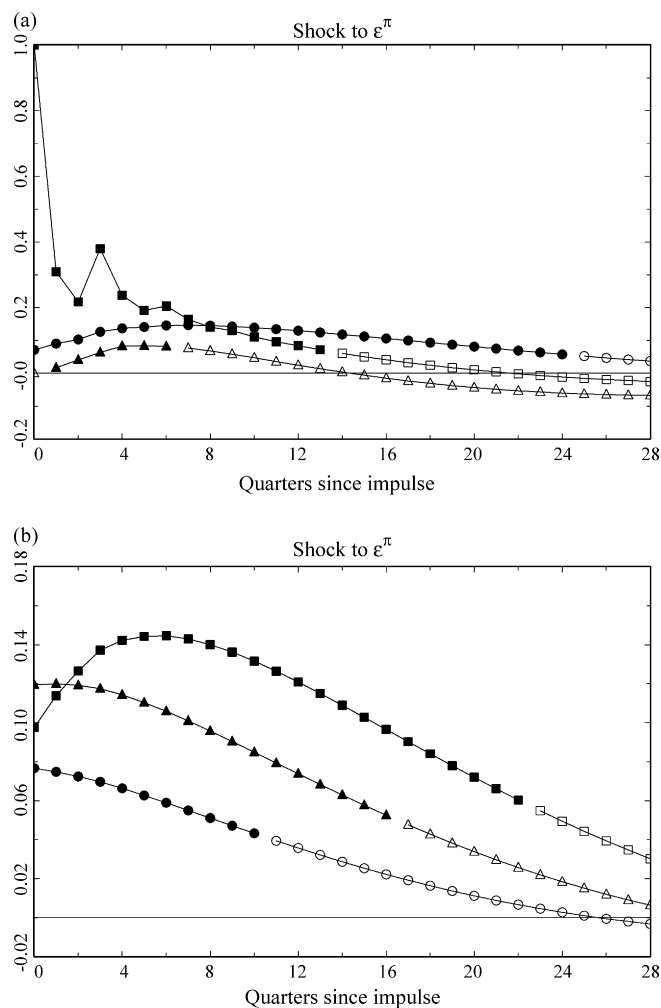 (a)
Shock to ε^π
1.0
0.8
0.6
0.4
0.2
-0.0
-0.2
0 4 8 12 16 20 24 28
Quarters since impulse
(b)
Shock to ε^π
0.18
0.14
0.10
0.06
0.02
-0.02
0 4 8 12 16 20 24 28
Quarters since impulse